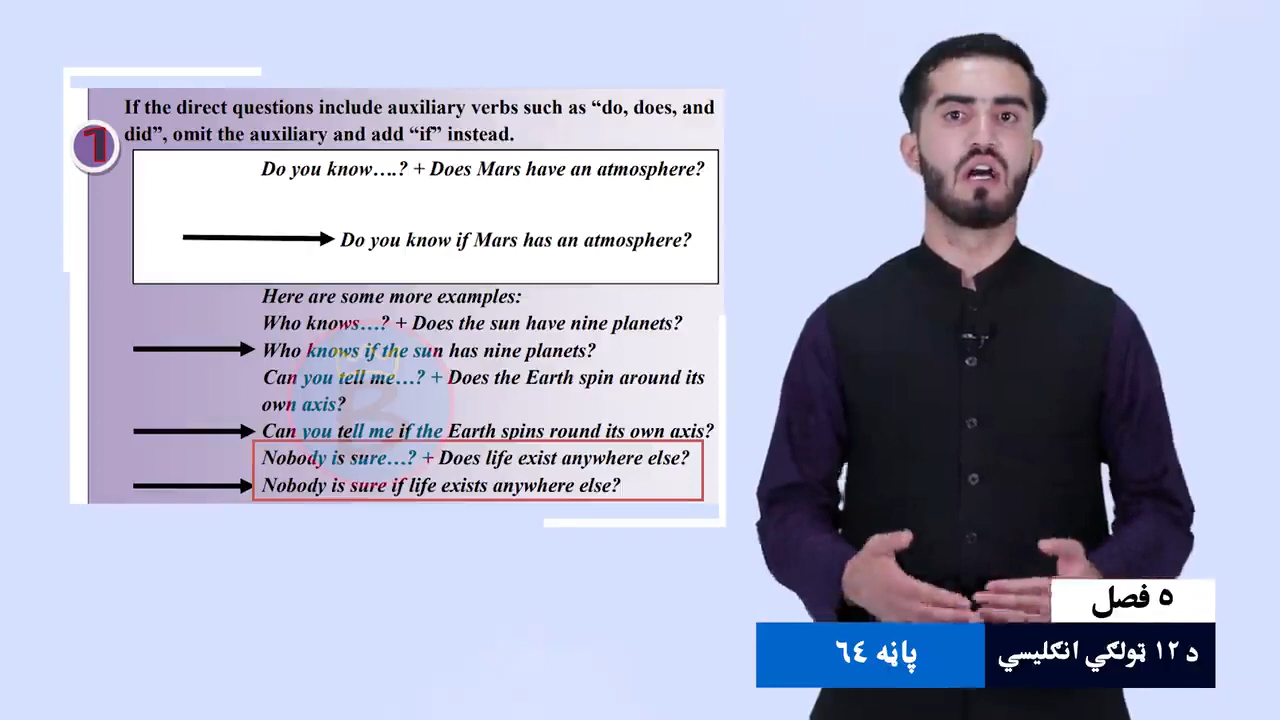 If the direct questions include auxiliary verbs such as “do, does, and
1
did”, omit the auxiliary and add “if” instead.
Do you know….? + Does Mars have an atmosphere?
Do you know if Mars has an atmosphere?
Here are some more examples:
Who knows…? + Does the sun have nine planets?
Who knows if the sun has nine planets?
Can you tell me…? + Does the Earth spin around its
own axis?
Can you tell me if the Earth spins round its own axis?
Nobody is sure…? + Does life exist anywhere else?
Nobody is sure if life exists anywhere else?
٥ فصل
د ١٢ ټولګي انګليسي
پاڼه ٦٤